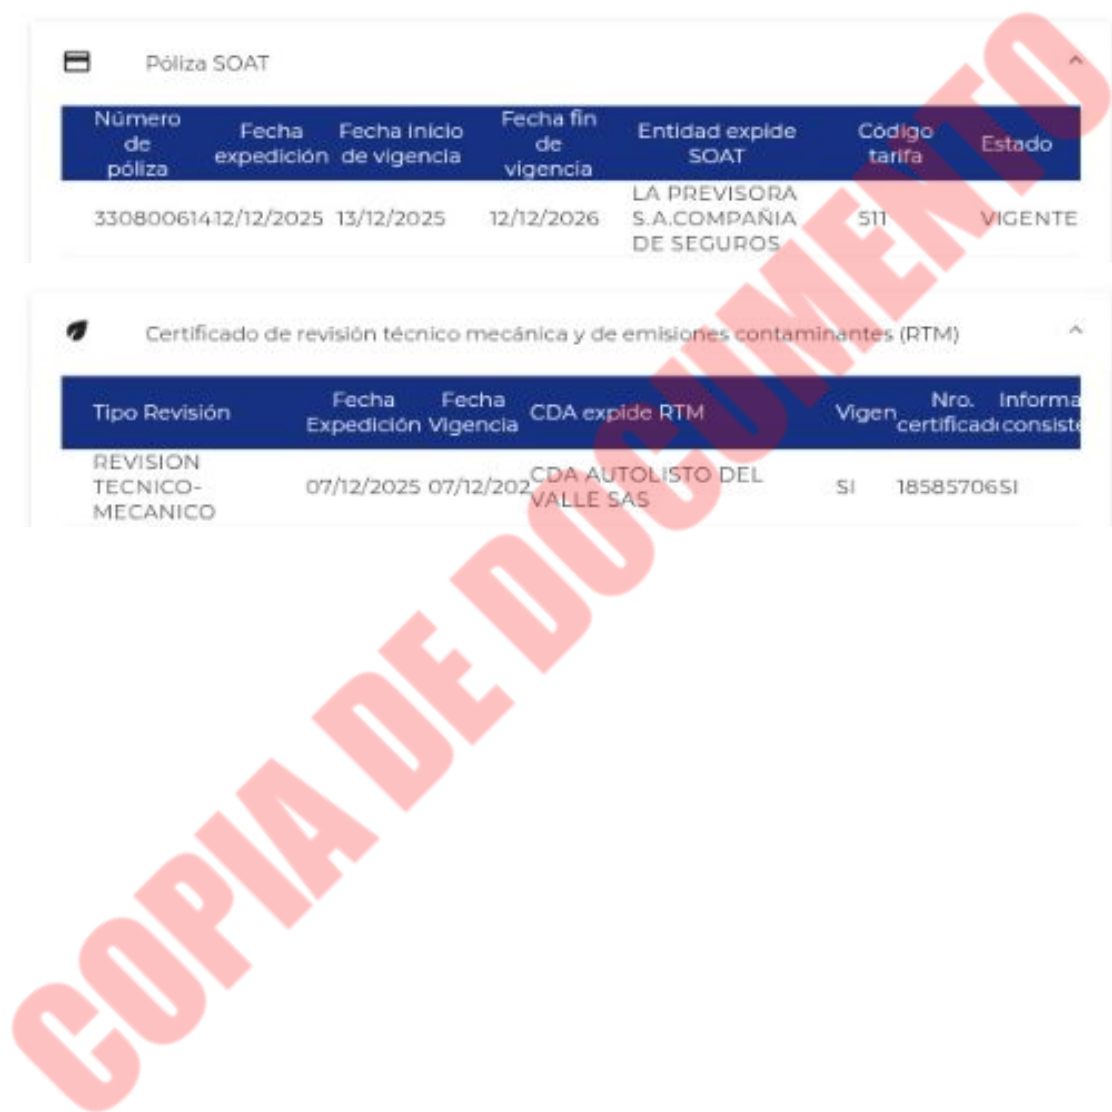 Póliza SOAT
Número de póliza Fecha expedición Fecha inicio de vigencia Fecha fin de vigencia Entidad expide SOAT Código tarifa Estado
330800614 12/12/2025 13/12/2025 12/12/2026 LA PREVISORA S.A.COMPAÑIA DE SEGUROS 511 VIGENTE
Certificado de revisión técnico mecánica y de emisiones contaminantes (RTM)
Tipo Revisión Fecha Expedición Fecha Vigencia CDA expide RTM Vigen Nro. certificad Informa consiste
REVISION TECNICO-MECANICO 07/12/2025 07/12/202 CDA AUTOLISTO DEL VALLE SAS SI 18585706 SI
COPIA DE DOCUMENTO